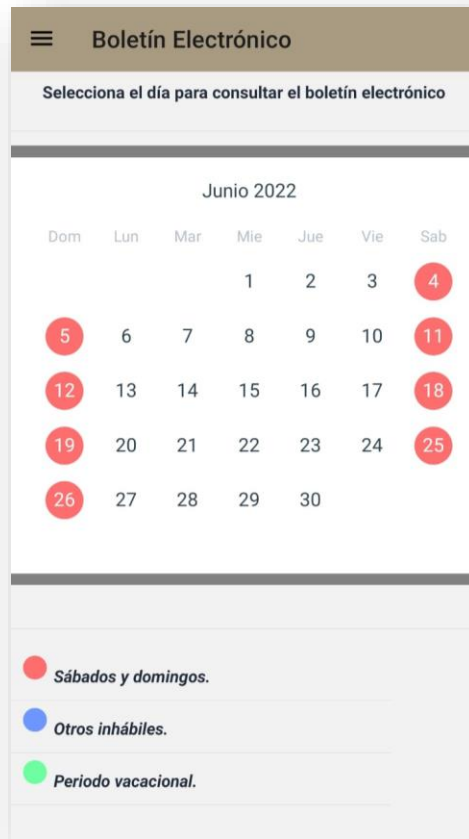 Boletín Electrónico
Selecciona el día para consultar el boletín electrónico
Junio 2022
Dom Lun Mar Mie Jue Vie Sab
1 2 3 4
5 6 7 8 9 10 11
12 13 14 15 16 17 18
19 20 21 22 23 24 25
26 27 28 29 30
Sábados y domingos.
Otros inhábiles.
Periodo vacacional.